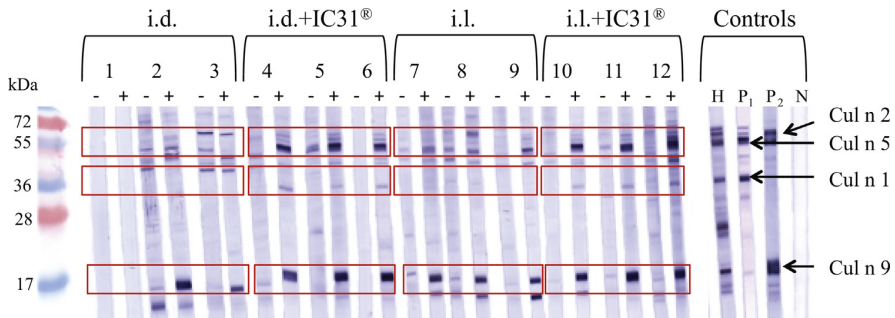 i.d. i.d.+IC31® i.l. i.l.+IC31® Controls
kDa 1 2 3 4 5 6 7 8 9 10 11 12
- + - + - + - + - + - + - + - + - + - + - + - + H P1 P2 N
72 Cul n 2
55 Cul n 5
36 Cul n 1
28
17 Cul n 9